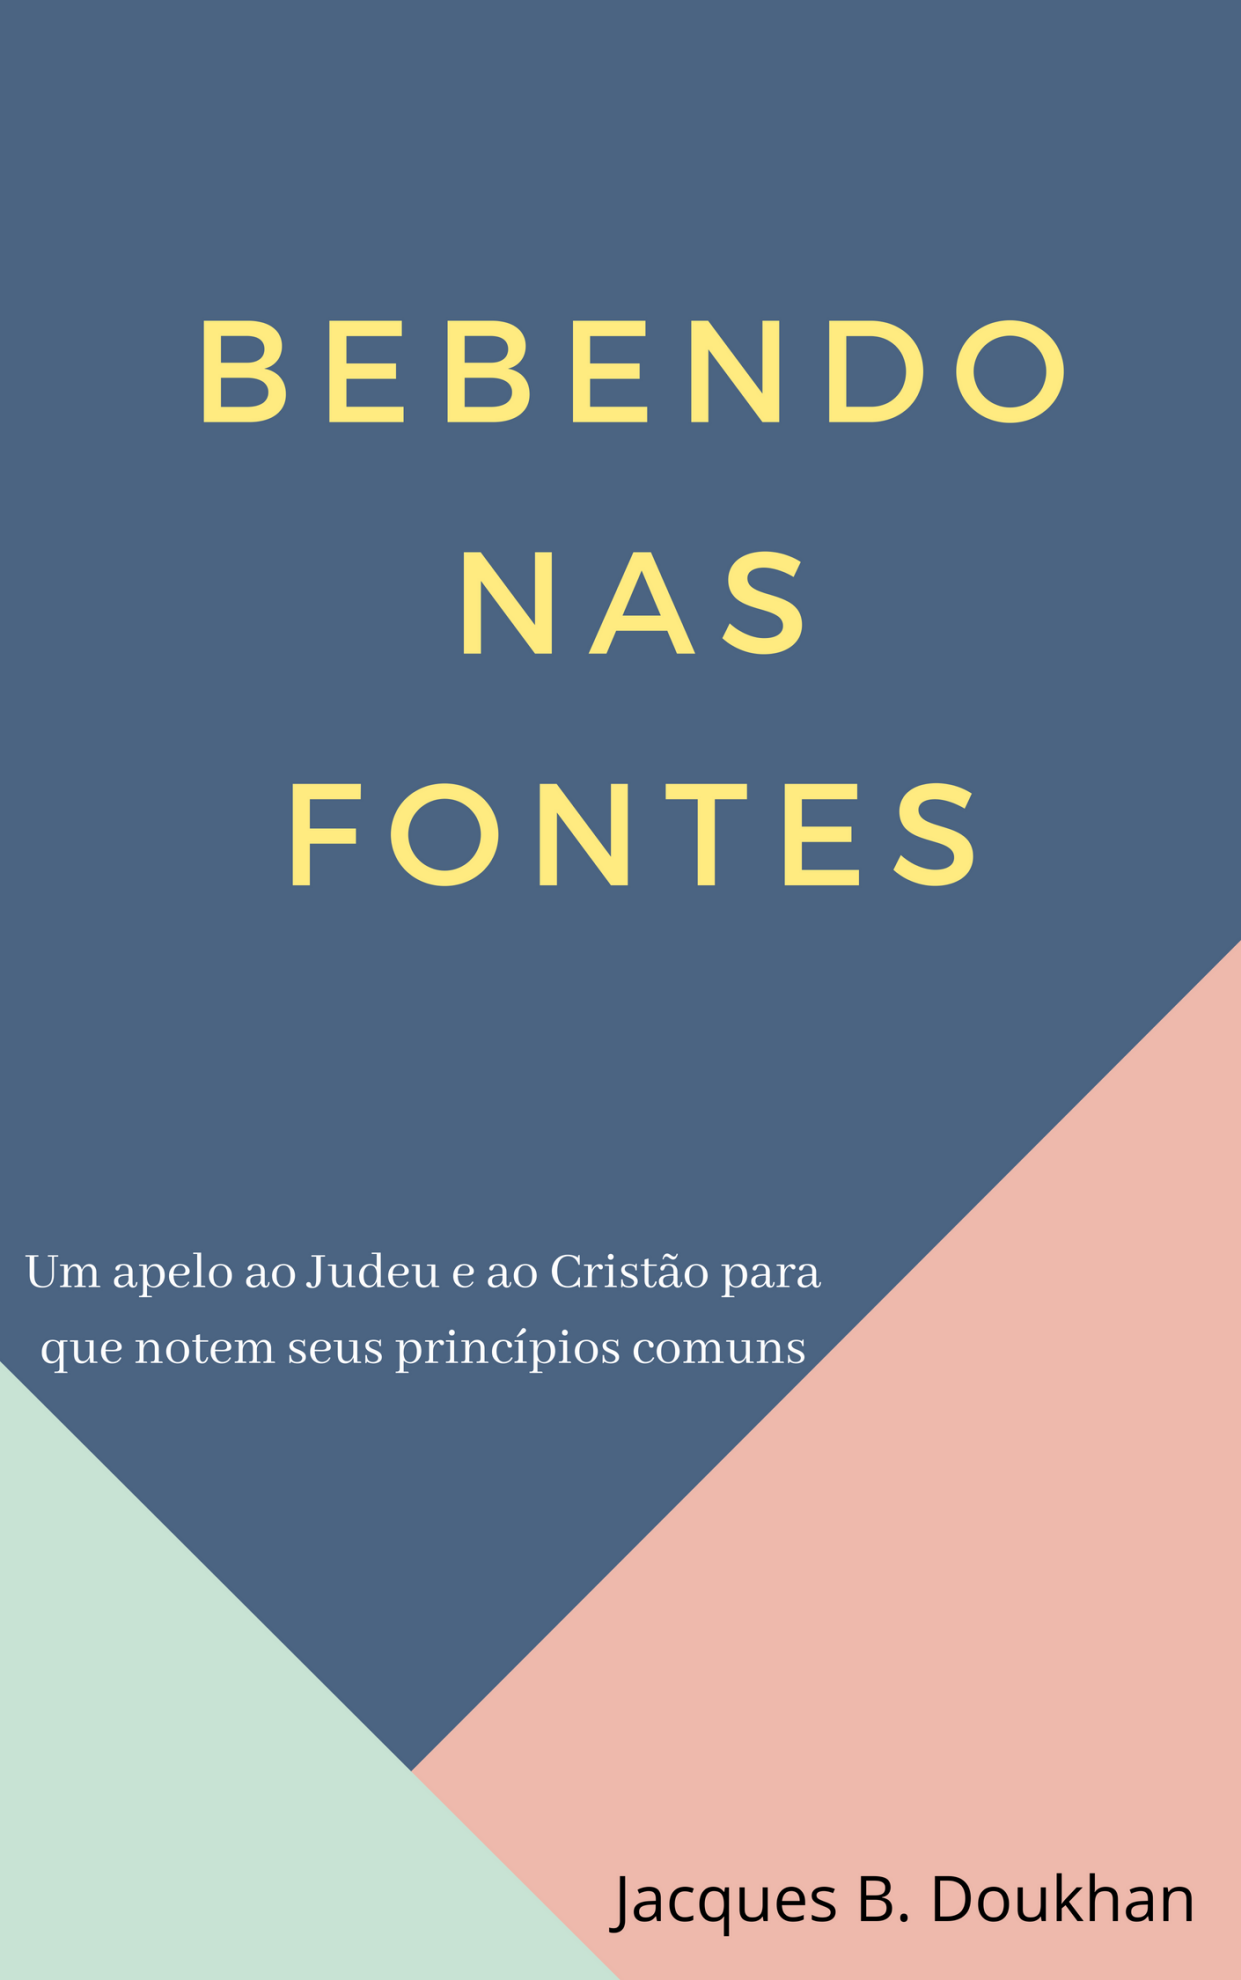 BEBENDO
NAS
FONTES
Um apelo ao Judeu e ao Cristão para
que notem seus princípios comuns
Jacques B. Doukhan